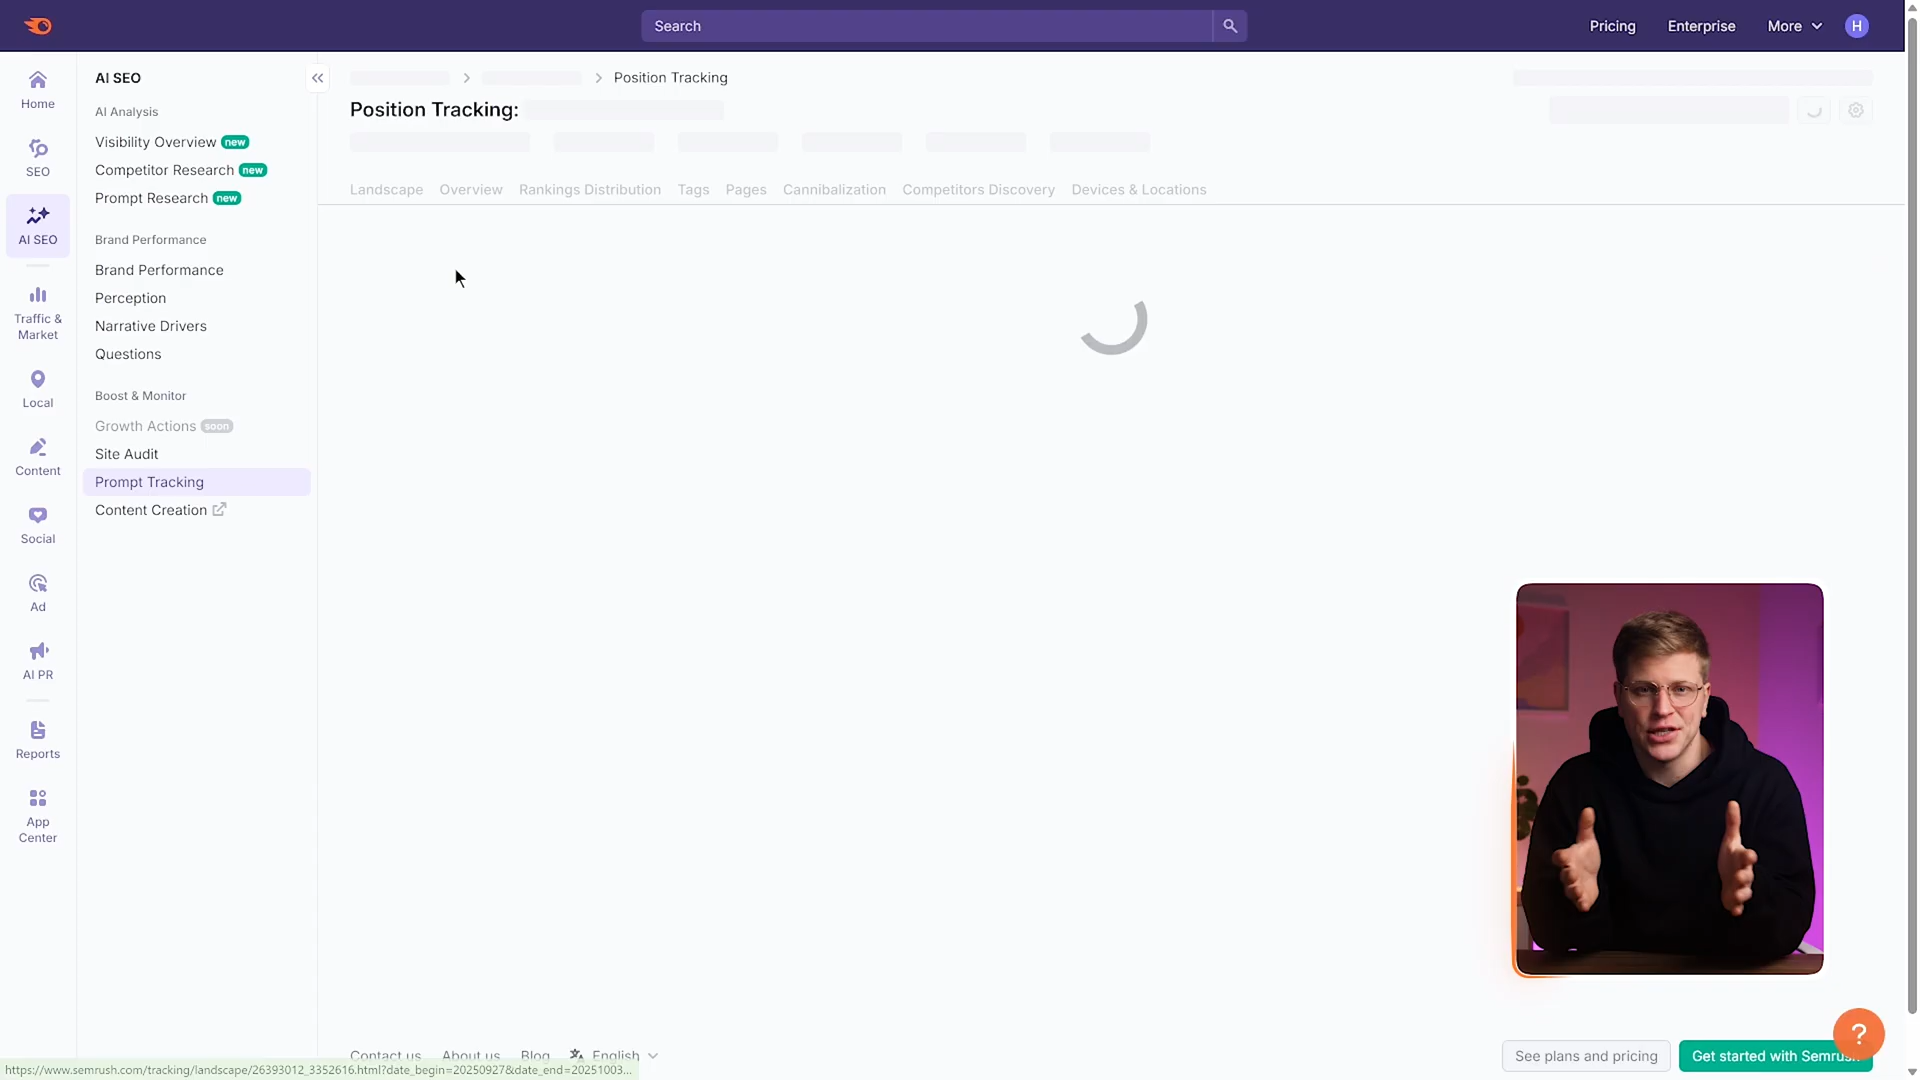 Search
Pricing
Enterprise
More
H
Home
SEO
AI SEO
Traffic &
Market
Local
Content
Social
Ad
AI PR
Reports
App
Center
AI SEO
AI Analysis
Visibility Overview new
Competitor Research new
Prompt Research new
Brand Performance
Brand Performance
Perception
Narrative Drivers
Questions
Boost & Monitor
Growth Actions soon
Site Audit
Prompt Tracking
Content Creation
Position Tracking
Position Tracking:
Landscape Overview Rankings Distribution Tags Pages Cannibalization Competitors Discovery Devices & Locations
Contact us About us Blog English
See plans and pricing
Get started with Semrush
?
https://www.semrush.com/tracking/landscape/26393012_3352616.html?date_begin=20250927&date_end=20251003...